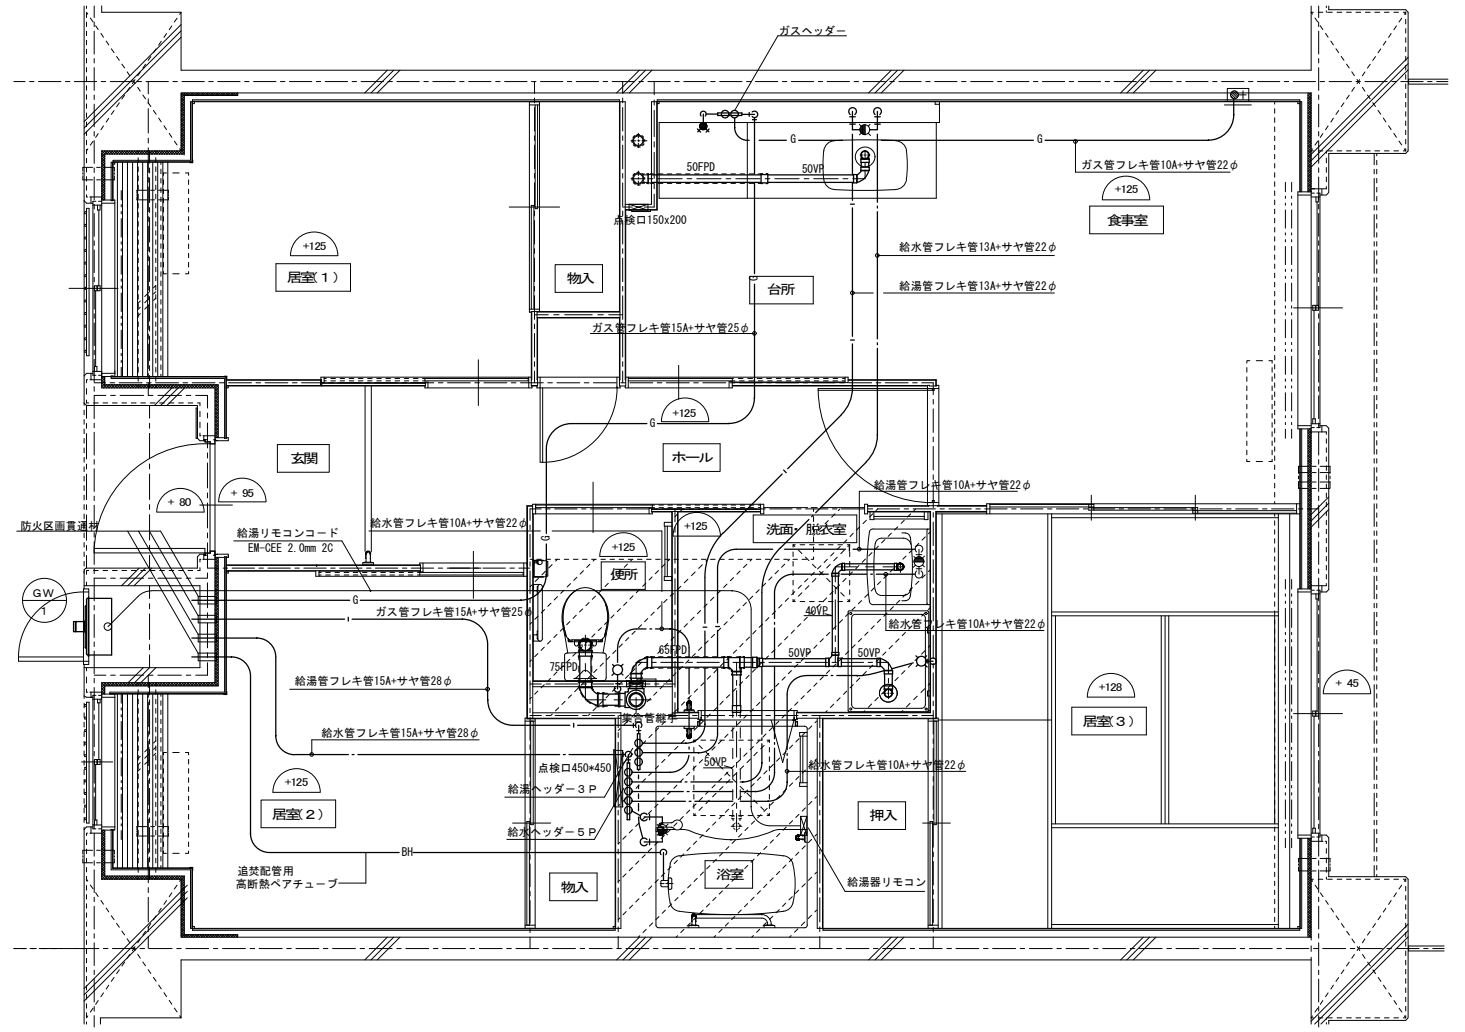 ガスヘッダー
G
G
50FPD
50VP
ガス管フレキ管10A+サヤ管22φ
+125
食事室
点検口150x200
+125
居室(1)
物入
給水管フレキ管13A+サヤ管22φ
台所
給湯管フレキ管13A+サヤ管22φ
ガス管フレキ管15A+サヤ管25φ
+125
G
玄関
ホール
+ 80
+ 95
給湯管フレキ管10A+サヤ管22φ
防火区画貫通材
給湯リモコンコード
EM-CEE 2.0mm 2C
給水管フレキ管10A+サヤ管22φ
G
+125
洗面・脱衣室
+125
便所
GW
1
G
ガス管フレキ管15A+サヤ管25φ
40VP
給水管フレキ管10A+サヤ管22φ
75FPD
65FPD
50VP
50VP
給湯管フレキ管15A+サヤ管28φ
+128
居室(3)
+ 45
集合管継手
給水管フレキ管15A+サヤ管28φ
点検口450*450
50VP
給水管フレキ管10A+サヤ管22φ
+125
居室(2)
給湯ヘッダー3P
押入
給水ヘッダー5P
BH
追焚配管用
高断熱ペアチューブ
物入
浴室
給湯器リモコン